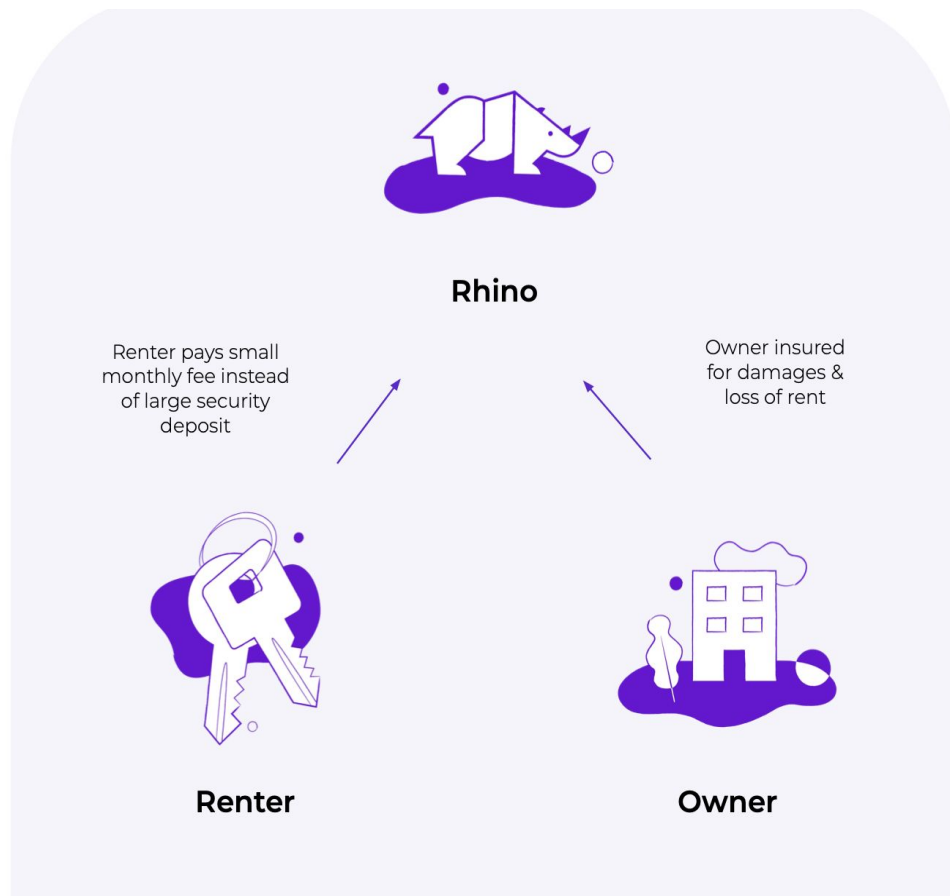 Rhino
Renter pays small
monthly fee instead
of large security
deposit
Owner insured
for damages &
loss of rent
Renter
Owner